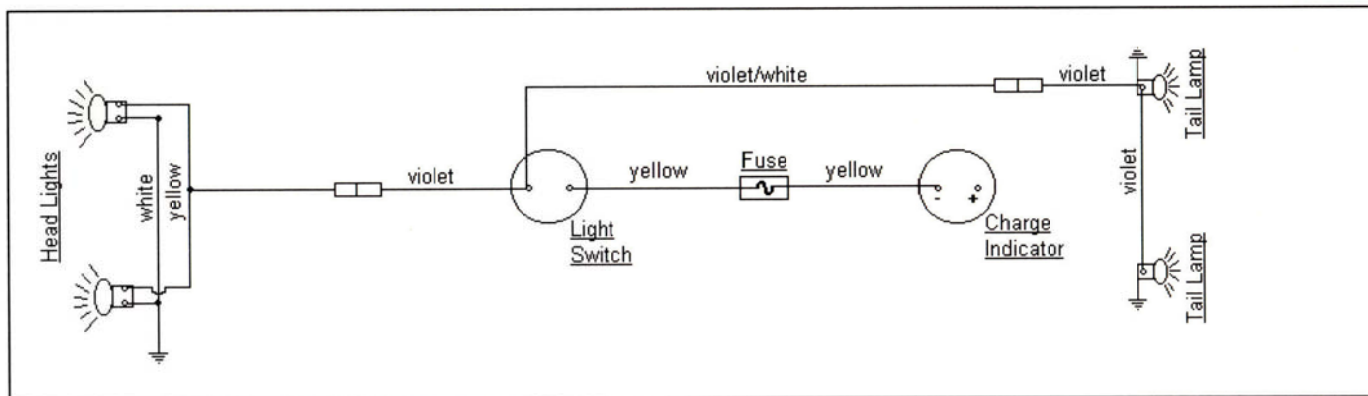 violet/white
violet
Tail Lamp
Head Lights
white
yellow
violet
yellow
Fuse
yellow
violet
Light
Switch
-
+
Charge
Indicator
Tail Lamp